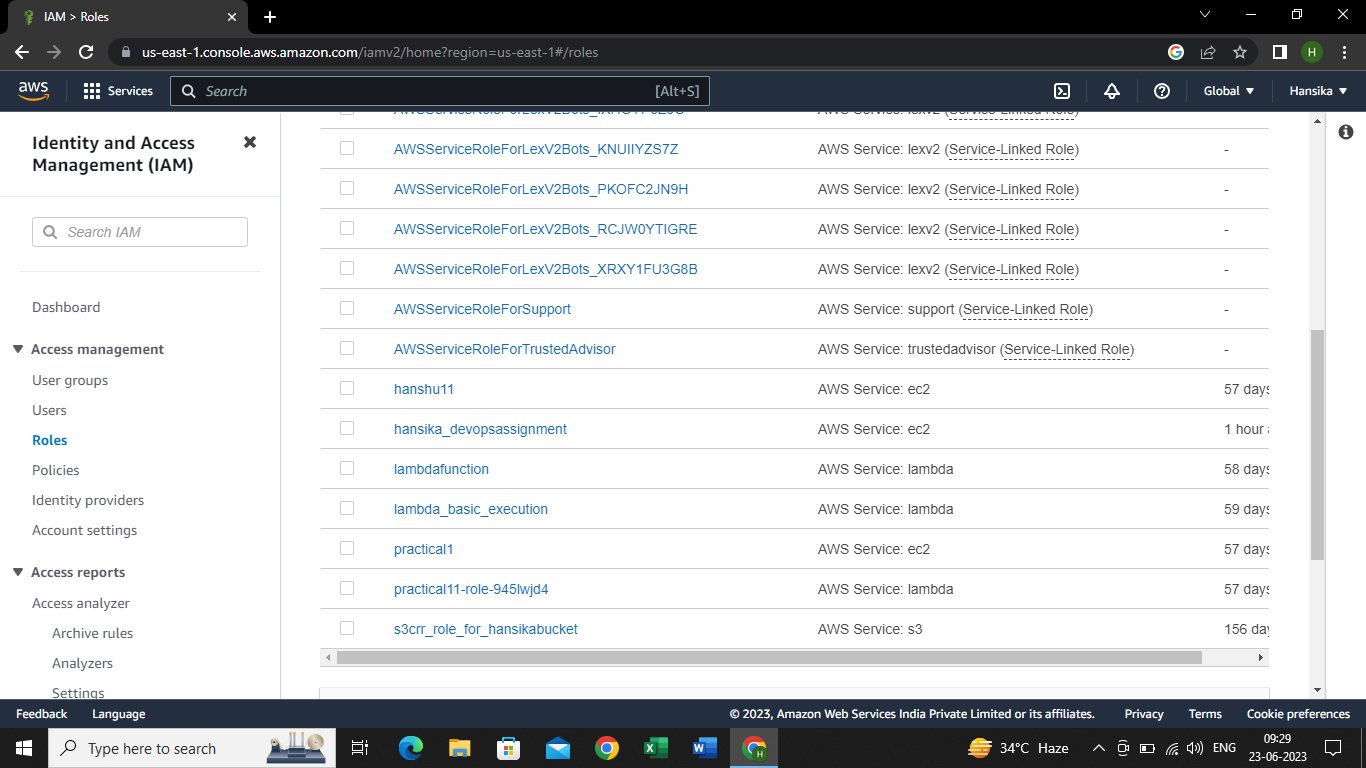 IAM > Roles
us-east-1.console.aws.amazon.com/iamv2/home?region=us-east-1#/roles
H
aws
Services
Search
[Alt+S]
Global
Hansika
Identity and Access
Management (IAM)
Search IAM
Dashboard
Access management
User groups
Users
Roles
Policies
Identity providers
Account settings
Access reports
Access analyzer
Archive rules
Analyzers
Settings
lexv2 (Service-Linked Role)
AWSServiceRoleForLexV2Bots_KNUIIYZS7Z AWS Service: lexv2 (Service-Linked Role) -
AWSServiceRoleForLexV2Bots_PKOFC2JN9H AWS Service: lexv2 (Service-Linked Role) -
AWSServiceRoleForLexV2Bots_RCJW0YTIGRE AWS Service: lexv2 (Service-Linked Role) -
AWSServiceRoleForLexV2Bots_XRXY1FU3G8B AWS Service: lexv2 (Service-Linked Role) -
AWSServiceRoleForSupport AWS Service: support (Service-Linked Role) -
AWSServiceRoleForTrustedAdvisor AWS Service: trustedadvisor (Service-Linked Role) -
hanshu11 AWS Service: ec2 57 days
hansika_devopsassignment AWS Service: ec2 1 hour
lambdafunction AWS Service: lambda 58 days
lambda_basic_execution AWS Service: lambda 59 days
practical1 AWS Service: ec2 57 days
practical11-role-945lwjd4 AWS Service: lambda 57 days
s3crr_role_for_hansikabucket AWS Service: s3 156 day
Feedback Language © 2023, Amazon Web Services India Private Limited or its affiliates. Privacy Terms Cookie preferences
Type here to search
34°C Haze
ENG
09:29
23-06-2023